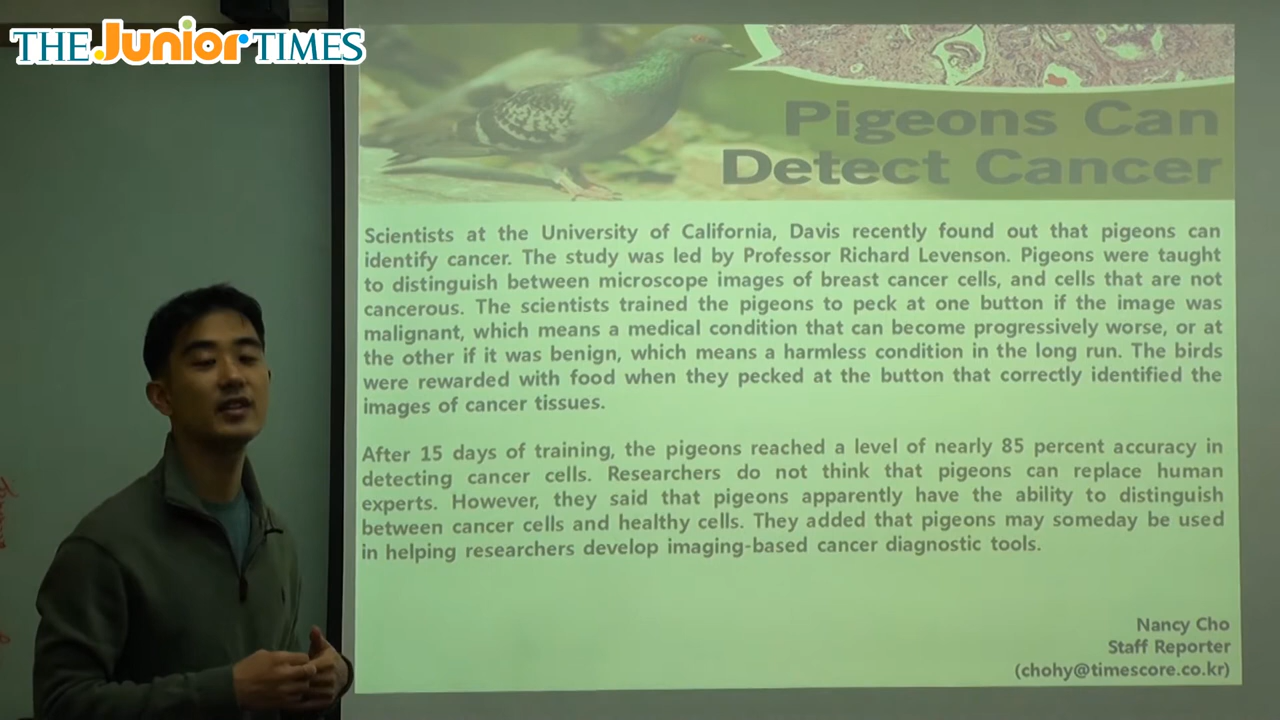 THE Junior TIMES
Pigeons Can
Detect Cancer
Scientists at the University of California, Davis recently found out that pigeons can
identify cancer. The study was led by Professor Richard Levenson. Pigeons were taught
to distinguish between microscope images of breast cancer cells, and cells that are not
cancerous. The scientists trained the pigeons to peck at one button if the image was
malignant, which means a medical condition that can become progressively worse, or at
the other if it was benign, which means a harmless condition in the long run. The birds
were rewarded with food when they pecked at the button that correctly identified the
images of cancer tissues.
After 15 days of training, the pigeons reached a level of nearly 85 percent accuracy in
detecting cancer cells. Researchers do not think that pigeons can replace human
experts. However, they said that pigeons apparently have the ability to distinguish
between cancer cells and healthy cells. They added that pigeons may someday be used
in helping researchers develop imaging-based cancer diagnostic tools.
Nancy Cho
Staff Reporter
(chohy@timescore.co.kr)